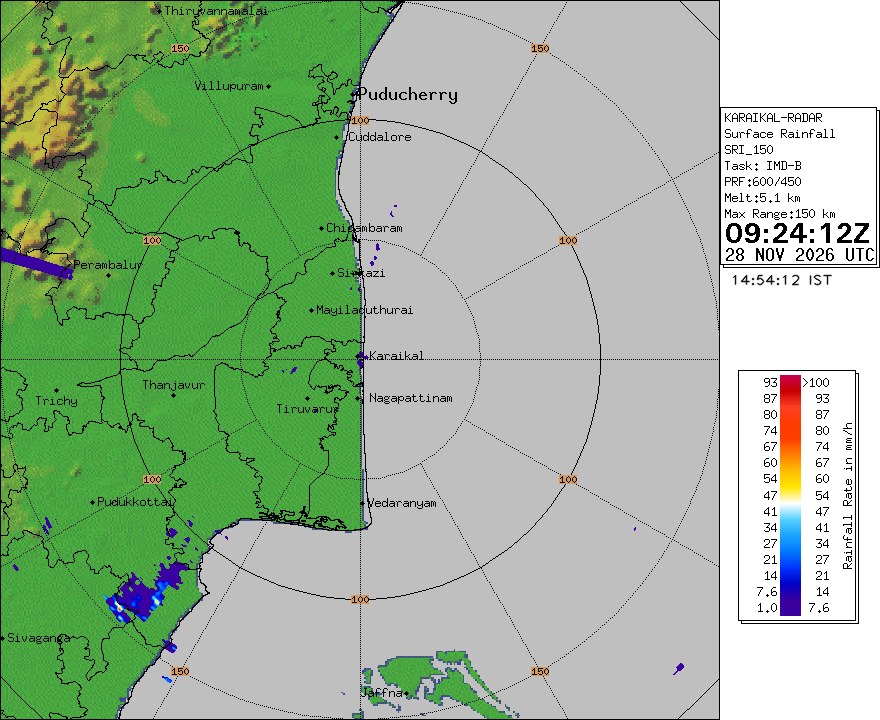 Thiruvannamalai
150
150
Villupuram
Puducherry
100
Cuddalore
Chidambaram
100
100
Perambalur
Sirkazi
Mayiladuthurai
Karaikal
Thanjavur
Trichy
Nagapattinam
Tiruvarur
100
100
Pudukkottai
Vedaranyam
100
Sivaganga
150
150
Jaffna
KARAIKAL-RADAR
Surface Rainfall
SRI_150
Task: IMD-B
PRF:600/450
Melt:5.1 km
Max Range:150 km
09:24:12Z
28 NOV 2026 UTC
14:54:12 IST
93 >100
87 93
80 87
74 80
67 74
60 67
54 60
47 54
41 47
34 41
27 34
21 27
14 21
7.6 14
1.0 7.6
Rainfall Rate in mm/h